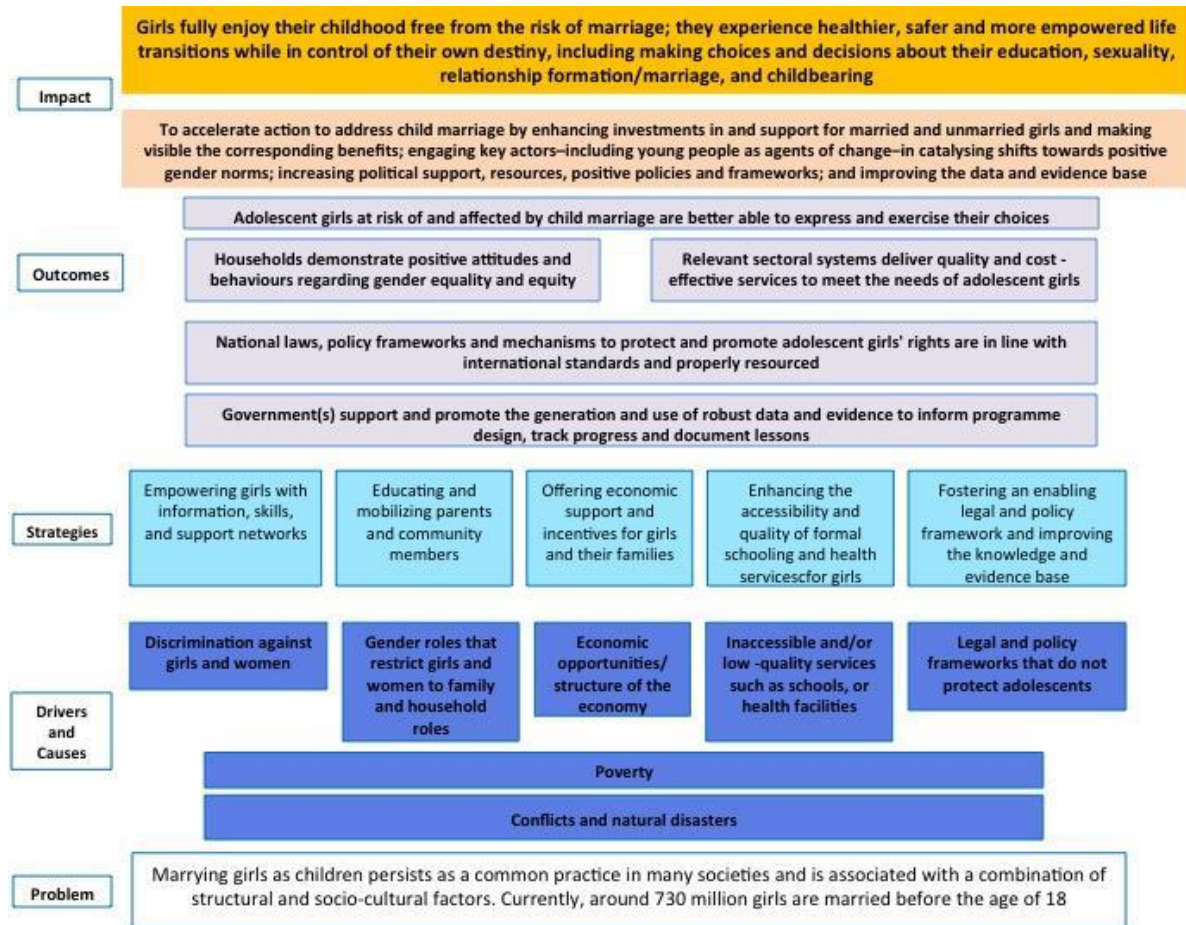 Girls fully enjoy their childhood free from the risk of marriage; they experience healthier, safer and more empowered life
transitions while in control of their own destiny, including making choices and decisions about their education, sexuality,
relationship formation/marriage, and childbearing
Impact
To accelerate action to address child marriage by enhancing investments in and support for married and unmarried girls and making
visible the corresponding benefits; engaging key actors–including young people as agents of change–in catalysing shifts towards positive
gender norms; increasing political support, resources, positive policies and frameworks; and improving the data and evidence base
Outcomes
Adolescent girls at risk of and affected by child marriage are better able to express and exercise their choices
Households demonstrate positive attitudes and
behaviours regarding gender equality and equity
Relevant sectoral systems deliver quality and cost -
effective services to meet the needs of adolescent girls
National laws, policy frameworks and mechanisms to protect and promote adolescent girls' rights are in line with
international standards and properly resourced
Government(s) support and promote the generation and use of robust data and evidence to inform programme
design, track progress and document lessons
Strategies
Empowering girls with
information, skills,
and support networks
Educating and
mobilizing parents
and community
members
Offering economic
support and
incentives for girls
and their families
Enhancing the
accessibility and
quality of formal
schooling and health
servicescfor girls
Fostering an enabling
legal and policy
framework and improving
the knowledge and
evidence base
Drivers
and
Causes
Discrimination against
girls and women
Gender roles that
restrict girls and
women to family
and household
roles
Economic
opportunities/
structure of the
economy
Inaccessible and/or
low -quality services
such as schools, or
health facilities
Legal and policy
frameworks that do not
protect adolescents
Poverty
Conflicts and natural disasters
Problem
Marrying girls as children persists as a common practice in many societies and is associated with a combination of
structural and socio-cultural factors. Currently, around 730 million girls are married before the age of 18